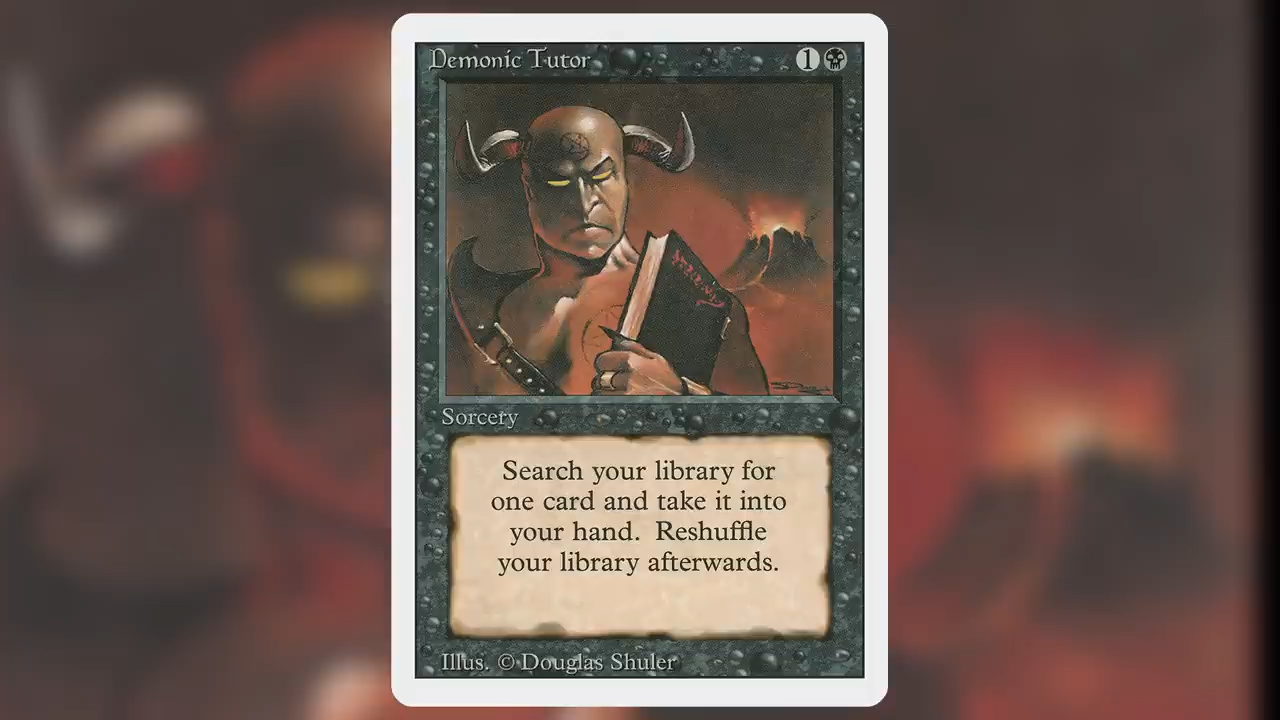 Demonic Tutor 1
Sorcery
Search your library for
one card and take it into
your hand. Reshuffle
your library afterwards.
Illus. © Douglas Shuler